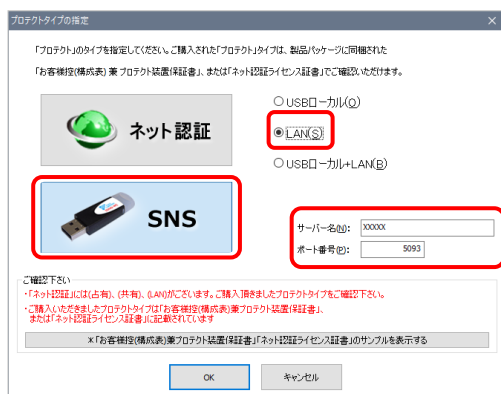 プロテクトタイプの指定
「プロテクト」のタイプを指定してください。ご購入された「プロテクト」タイプは、製品パッケージに同梱された
「お客様控(構成表) 兼 プロテクト装置保証書」、または「ネット認証ライセンス証書」でご確認いただけます。
ネット認証
USBローカル(O)
LAN(S)
USBローカル+LAN(B)
SNS
サーバー名(N): XXXXX
ポート番号(P): 5093
ご確認下さい
・「ネット認証」には(占有)、(共有)、(LAN)がございます。ご購入頂きましたプロテクトタイプをご確認下さい。
・ご購入いただきましたプロテクトタイプは「お客様控(構成表)兼プロテクト装置保証書」、
または「ネット認証ライセンス証書」に記載されています
※「お客様控(構成表)兼プロテクト装置保証書」「ネット認証ライセンス証書」のサンプルを表示する
OK
キャンセル